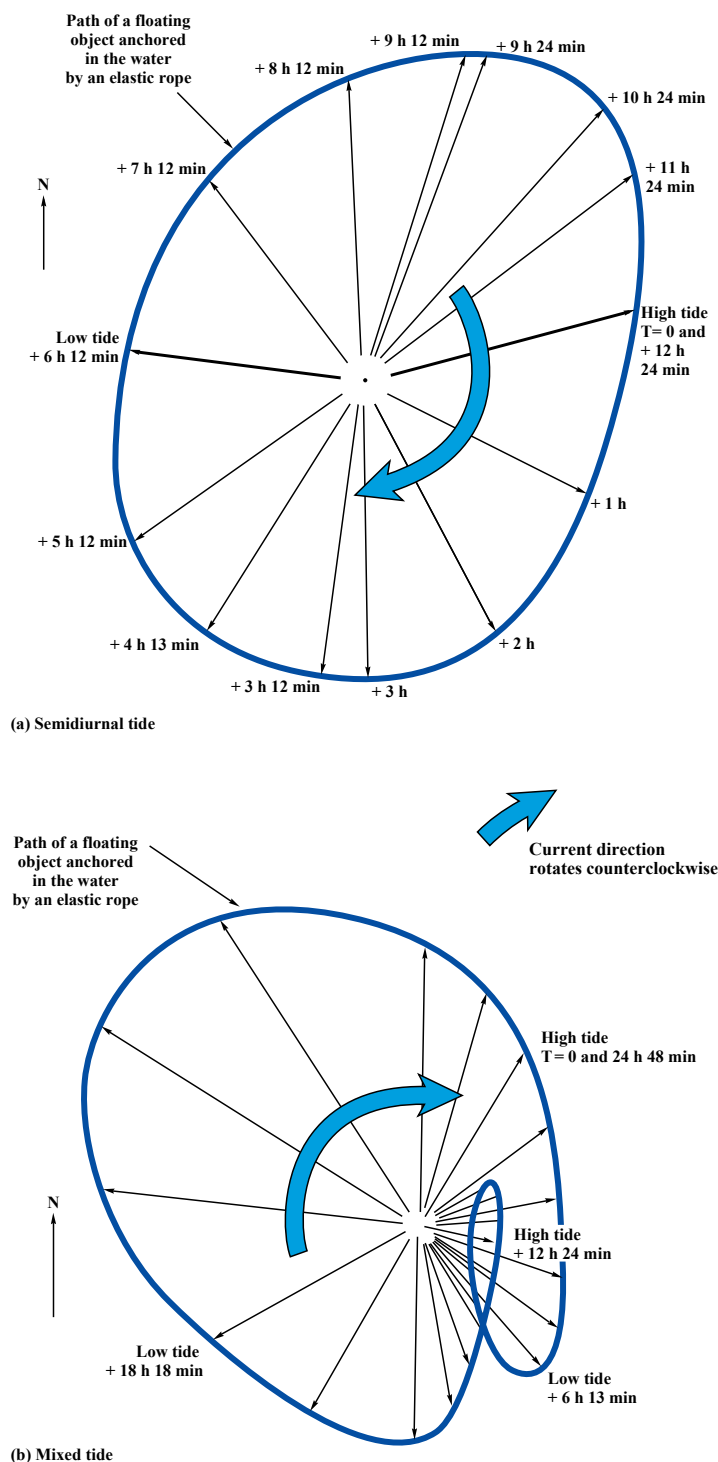 Path of a floating
object anchored
in the water
by an elastic rope
+ 9 h 12 min
+ 9 h 24 min
+ 8 h 12 min
+ 10 h 24 min
+ 7 h 12 min
+ 11 h
24 min
N
High tide
T= 0 and
+ 12 h
24 min
Low tide
+ 6 h 12 min
+ 1 h
+ 5 h 12 min
+ 4 h 13 min
+ 2 h
+ 3 h 12 min
+ 3 h
(a) Semidiurnal tide
Current direction
rotates counterclockwise
Path of a floating
object anchored
in the water
by an elastic rope
High tide
T= 0 and 24 h 48 min
N
High tide
+ 12 h 24 min
Low tide
+ 18 h 18 min
Low tide
+ 6 h 13 min
(b) Mixed tide